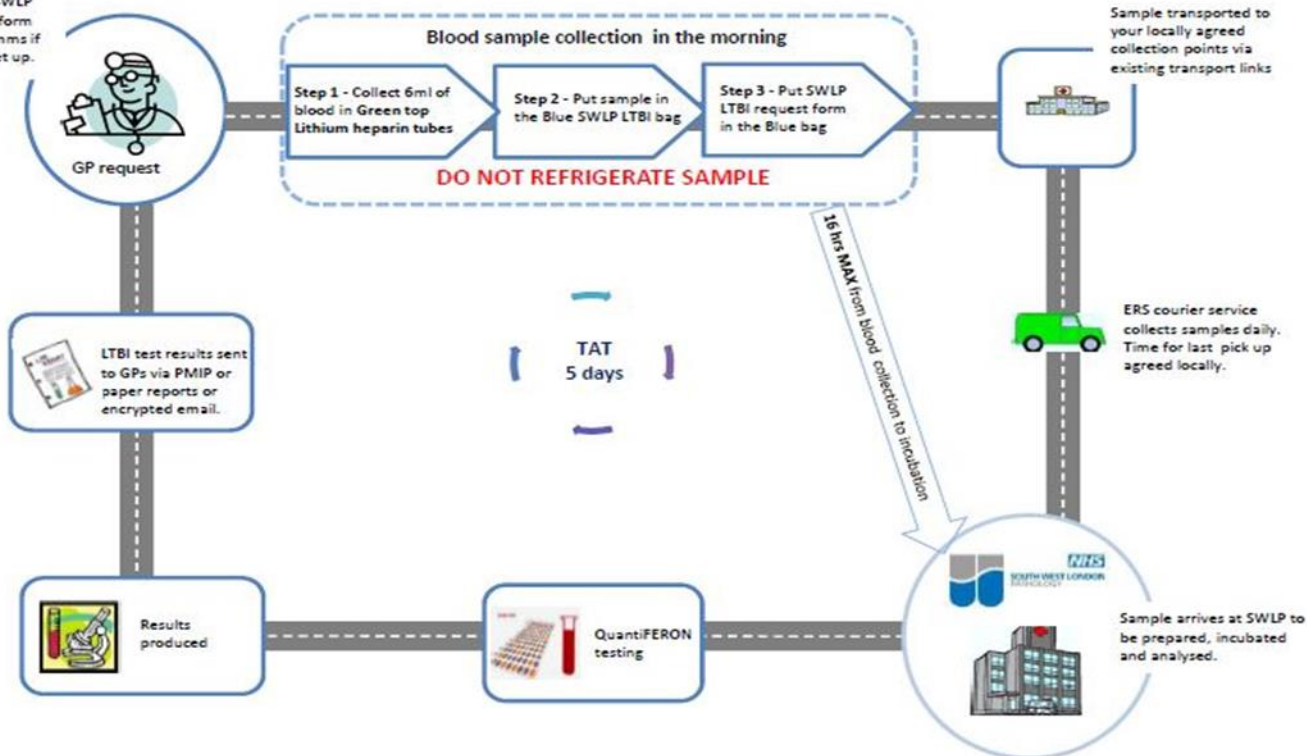 form
GP request
Blood sample collection in the morning
Step 1 - Collect 6ml of
blood in Green top
Lithium heparin tubes
Step 2 - Put sample in
the Blue SWLP LTBI bag
Step 3 - Put SWLP
LTBI request form
in the Blue bag
DO NOT REFRIGERATE SAMPLE
Sample transported to
your locally agreed
collection points via
existing transport links
16 hrs MAX from blood collection to incubation
ERS courier service
collects samples daily.
Time for last pick up
agreed locally.
TAT
5 days
LTBI test results sent
to GPs via PMIP or
paper reports or
encrypted email.
NHS
SOUTH WEST LONDON
PATHOLOGY
Sample arrives at SWLP to
be prepared, incubated
and analysed.
QuantiFERON
testing
Results
produced